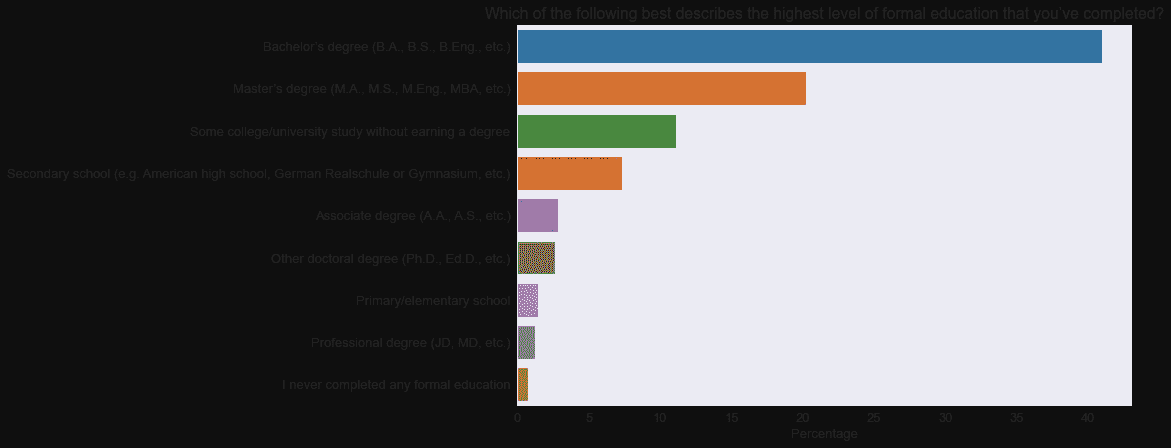 Which of the following best describes the highest level of formal education that you’ve completed?
Bachelor’s degree (B.A., B.S., B.Eng., etc.)
Master’s degree (M.A., M.S., M.Eng., MBA, etc.)
Some college/university study without earning a degree
Secondary school (e.g. American high school, German Realschule or Gymnasium, etc.)
Associate degree (A.A., A.S., etc.)
Other doctoral degree (Ph.D., Ed.D., etc.)
Primary/elementary school
Professional degree (JD, MD, etc.)
I never completed any formal education
0 5 10 15 20 25 30 35 40
Percentage